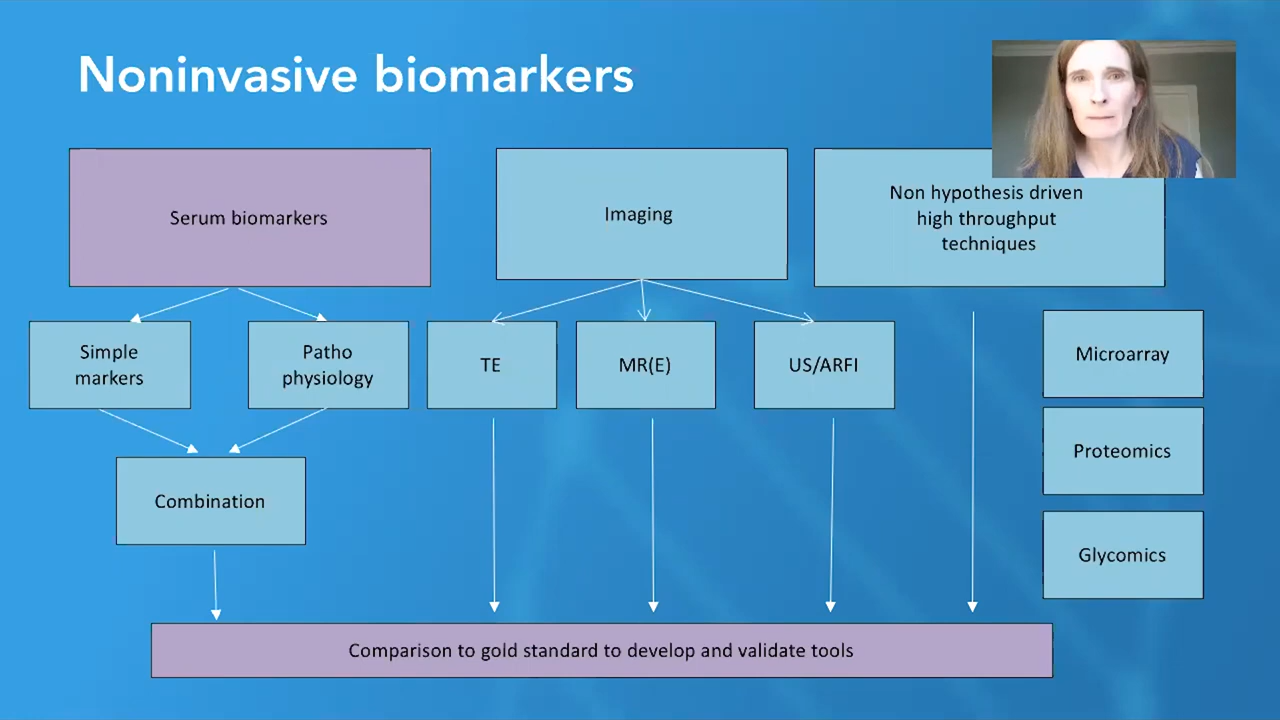 Noninvasive biomarkers
Serum biomarkers
Imaging
Non hypothesis driven
high throughput
techniques
Simple
markers
Patho
physiology
TE
MR(E)
US/ARFI
Microarray
Proteomics
Combination
Glycomics
Comparison to gold standard to develop and validate tools